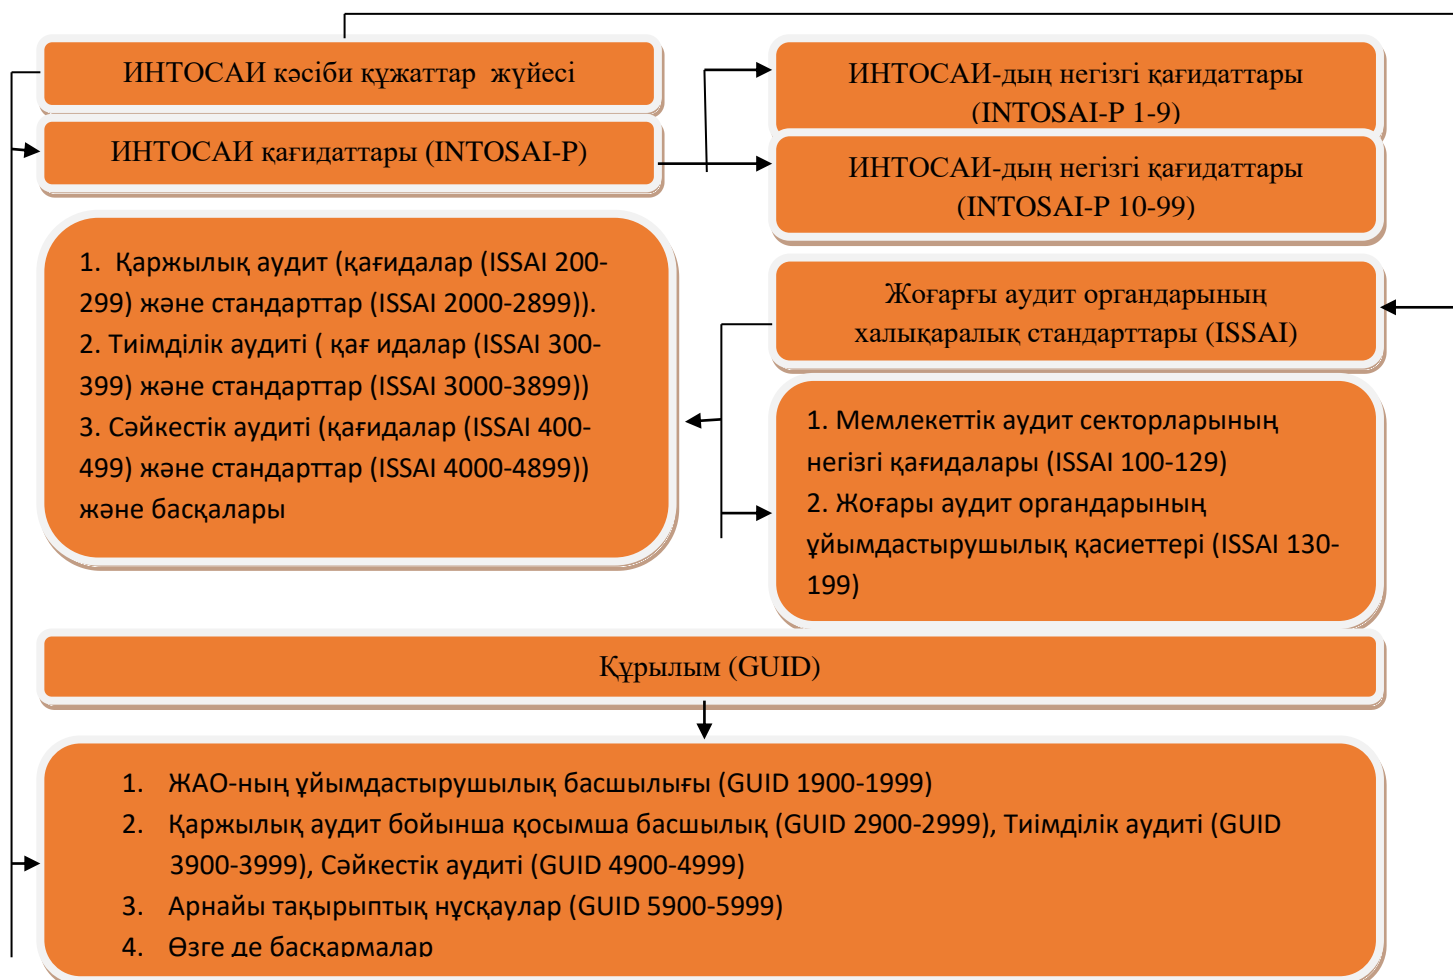 ИНТОСАИ кәсіби құжаттар жүйесі
ИНТОСАИ-дың негізгі қағидаттары
(INTOSAI-P 1-9)
ИНТОСАИ қағидаттары (INTOSAI-P)
ИНТОСАИ-дың негізгі қағидаттары
(INTOSAI-P 10-99)
1. Қаржылық аудит (қағидалар (ISSAI 200-
299) және стандарттар (ISSAI 2000-2899)).
2. Тиімділік аудиті ( қағ идалар (ISSAI 300-
399) және стандарттар (ISSAI 3000-3899))
3. Сәйкестік аудиті (қағидалар (ISSAI 400-
499) және стандарттар (ISSAI 4000-4899))
және басқалары
Жоғарғы аудит органдарының
халықаралық стандарттары (ISSAI)
1. Мемлекеттік аудит секторларының
негізгі қағидалары (ISSAI 100-129)
2. Жоғары аудит органдарының
ұйымдастырушылық қасиеттері (ISSAI 130-
199)
Құрылым (GUID)
1. ЖАО-ның ұйымдастырушылық басшылығы (GUID 1900-1999)
2. Қаржылық аудит бойынша қосымша басшылық (GUID 2900-2999), Тиімділік аудиті (GUID
3900-3999), Сәйкестік аудиті (GUID 4900-4999)
3. Арнайы тақырыптық нұсқаулар (GUID 5900-5999)
4. Өзге де басқармалар